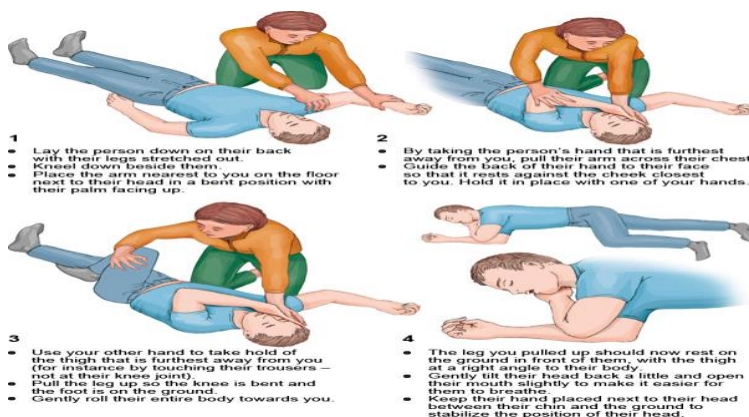 1
• Lay the person down on their back
with their legs stretched out.
• Kneel down beside them.
• Place the arm nearest to you on the floor
next to their head in a bent position with
their palm facing up.
2
• By taking the person's hand that is furthest
away from you, pull their arm across their chest
• Guide the back of their hand to their face
so that it rests against the cheek closest
to you. Hold it in place with one of your hands.
3
• Use your other hand to take hold of
the thigh that is furthest away from you
(for instance by touching their trousers –
not at their knee joint).
• Pull the leg up so the knee is bent and
the foot is on the ground.
• Gently roll their entire body towards you.
4
• The leg you pulled up should now rest on
the ground in front of them, with the thigh
at a right angle to their body.
• Gently tilt their head back a little and open
their mouth slightly to make it easier for
them to breathe.
• Keep their hand placed next to their head
between their chin and the ground to
stabilize the position of their head.